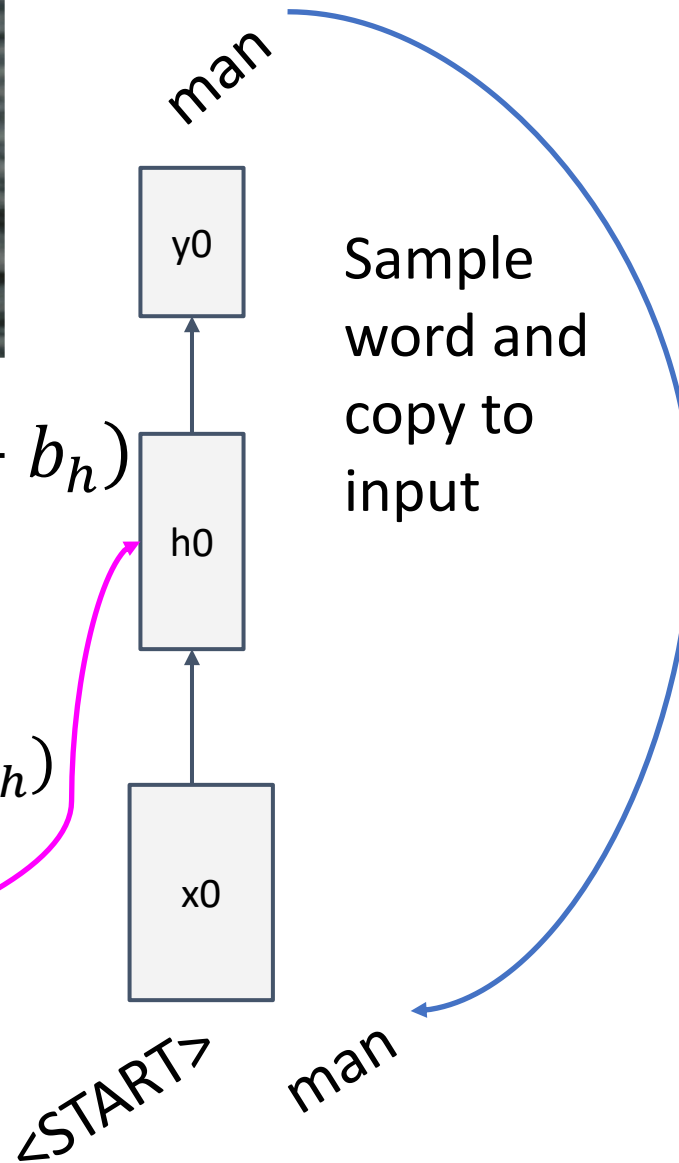 man
y0
Sample
word and
copy to
input
b_h)
h0
h)
x0
<START>
man